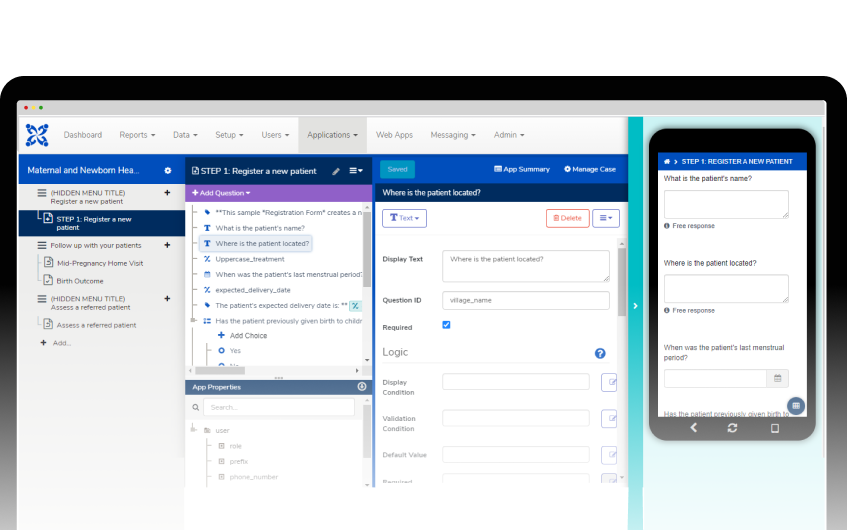 Dashboard Reports Data Setup Users Applications Web Apps Messaging Admin
Maternal and Newborn Hea...
(HIDDEN MENU TITLE)
Register a new patient
STEP 1: Register a new
patient
Follow up with your patients
Mid-Pregnancy Home Visit
Birth Outcome
(HIDDEN MENU TITLE)
Assess a referred patient
Assess a referred patient
Add...
STEP 1: Register a new patient
Add Question
**This sample *Registration Form* creates a n
What is the patient's name?
Where is the patient located?
Uppercase_treatment
When was the patient's last menstrual period?
expected_delivery_date
The patient's expected delivery date is: **
Has the patient previously given birth to childr
Add Choice
Yes
App Properties
Search...
user
role
prefix
phone_number
Saved App Summary Manage Case
Where is the patient located?
Text Delete
Display Text Where is the patient located?
Question ID village_name
Required
Logic ?
Display
Condition
Validation
Condition
Default Value
Required
STEP 1: REGISTER A NEW PATIENT
What is the patient's name?
Free response
Where is the patient located?
Free response
When was the patient's last menstrual
period?
Has the patient previously given birth to